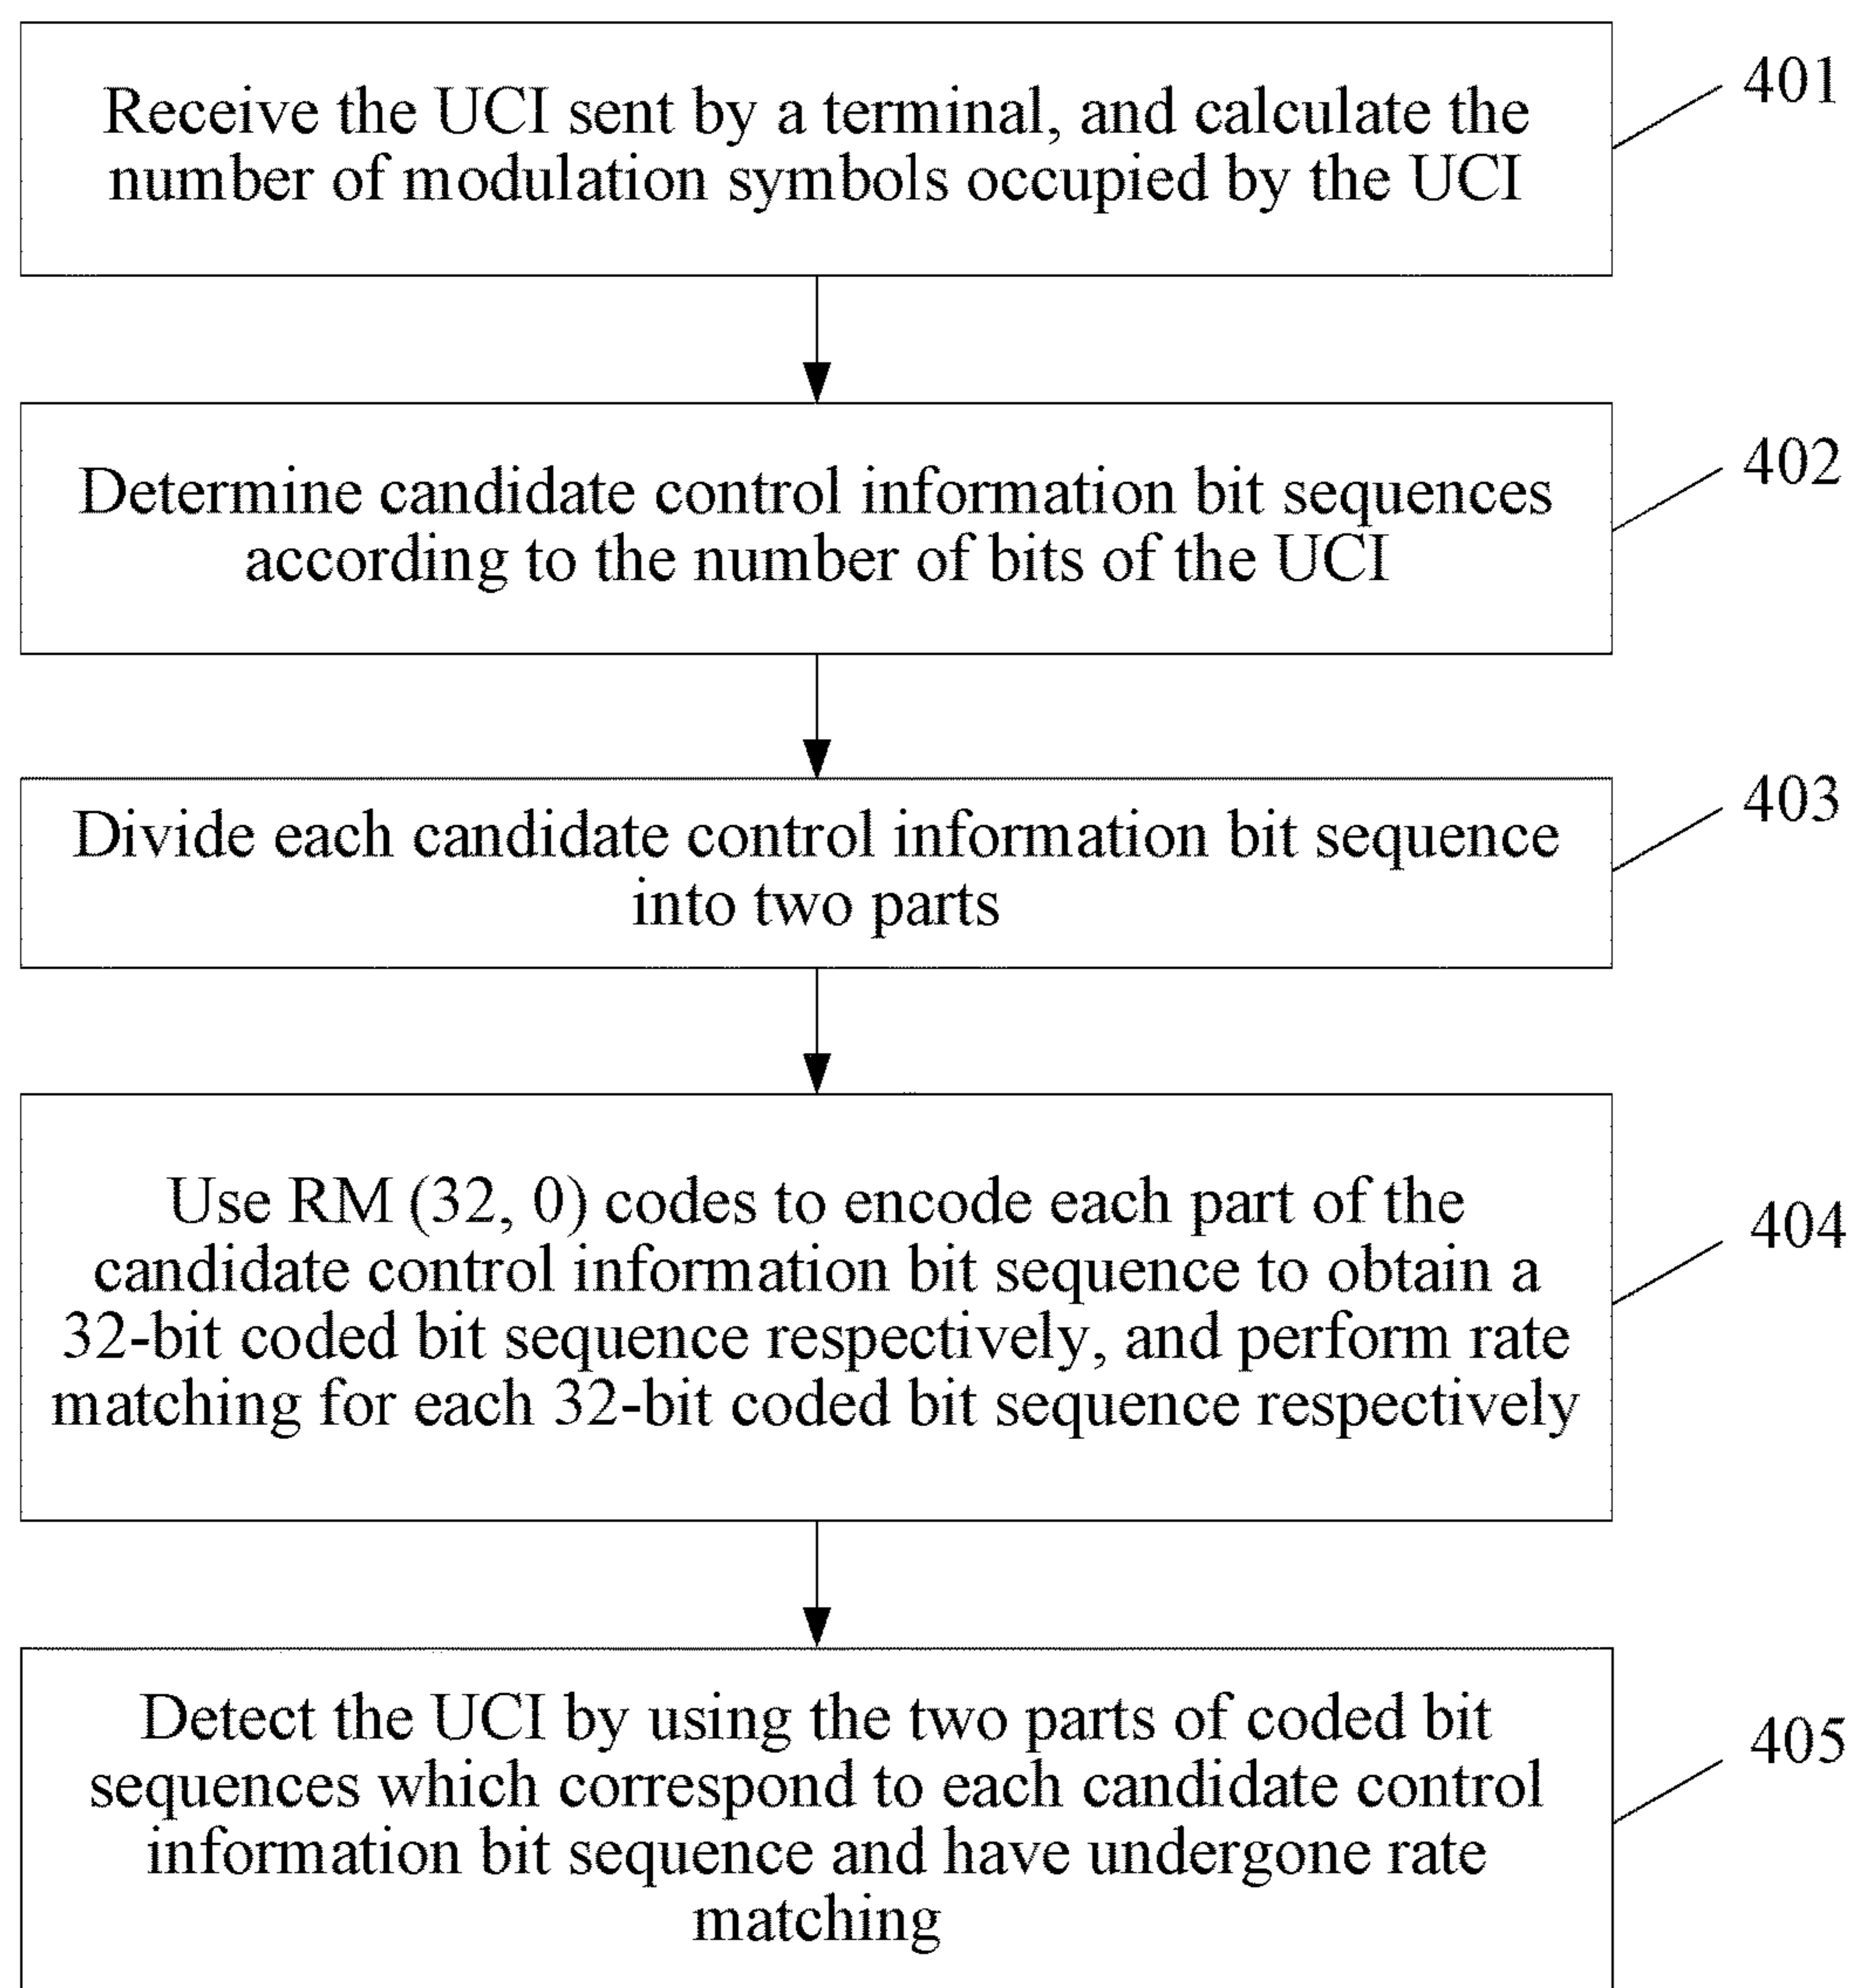 Receive the UCI sent by a terminal, and calculate the
number of modulation symbols occupied by the UCI
401
Determine candidate control information bit sequences
according to the number of bits of the UCI
402
Divide each candidate control information bit sequence
into two parts
403
Use RM (32, 0) codes to encode each part of the
candidate control information bit sequence to obtain a
32-bit coded bit sequence respectively, and perform rate
matching for each 32-bit coded bit sequence respectively
404
Detect the UCI by using the two parts of coded bit
sequences which correspond to each candidate control
information bit sequence and have undergone rate
matching
405